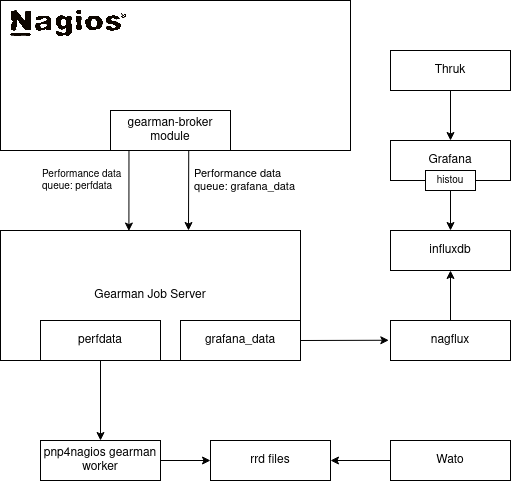 Nagios®
Thruk
gearman-broker
module
Grafana
histou
Performance data
queue: perfdata
Performance data
queue: grafana_data
influxdb
Gearman Job Server
perfdata
grafana_data
nagflux
pnp4nagios gearman
worker
rrd files
Wato